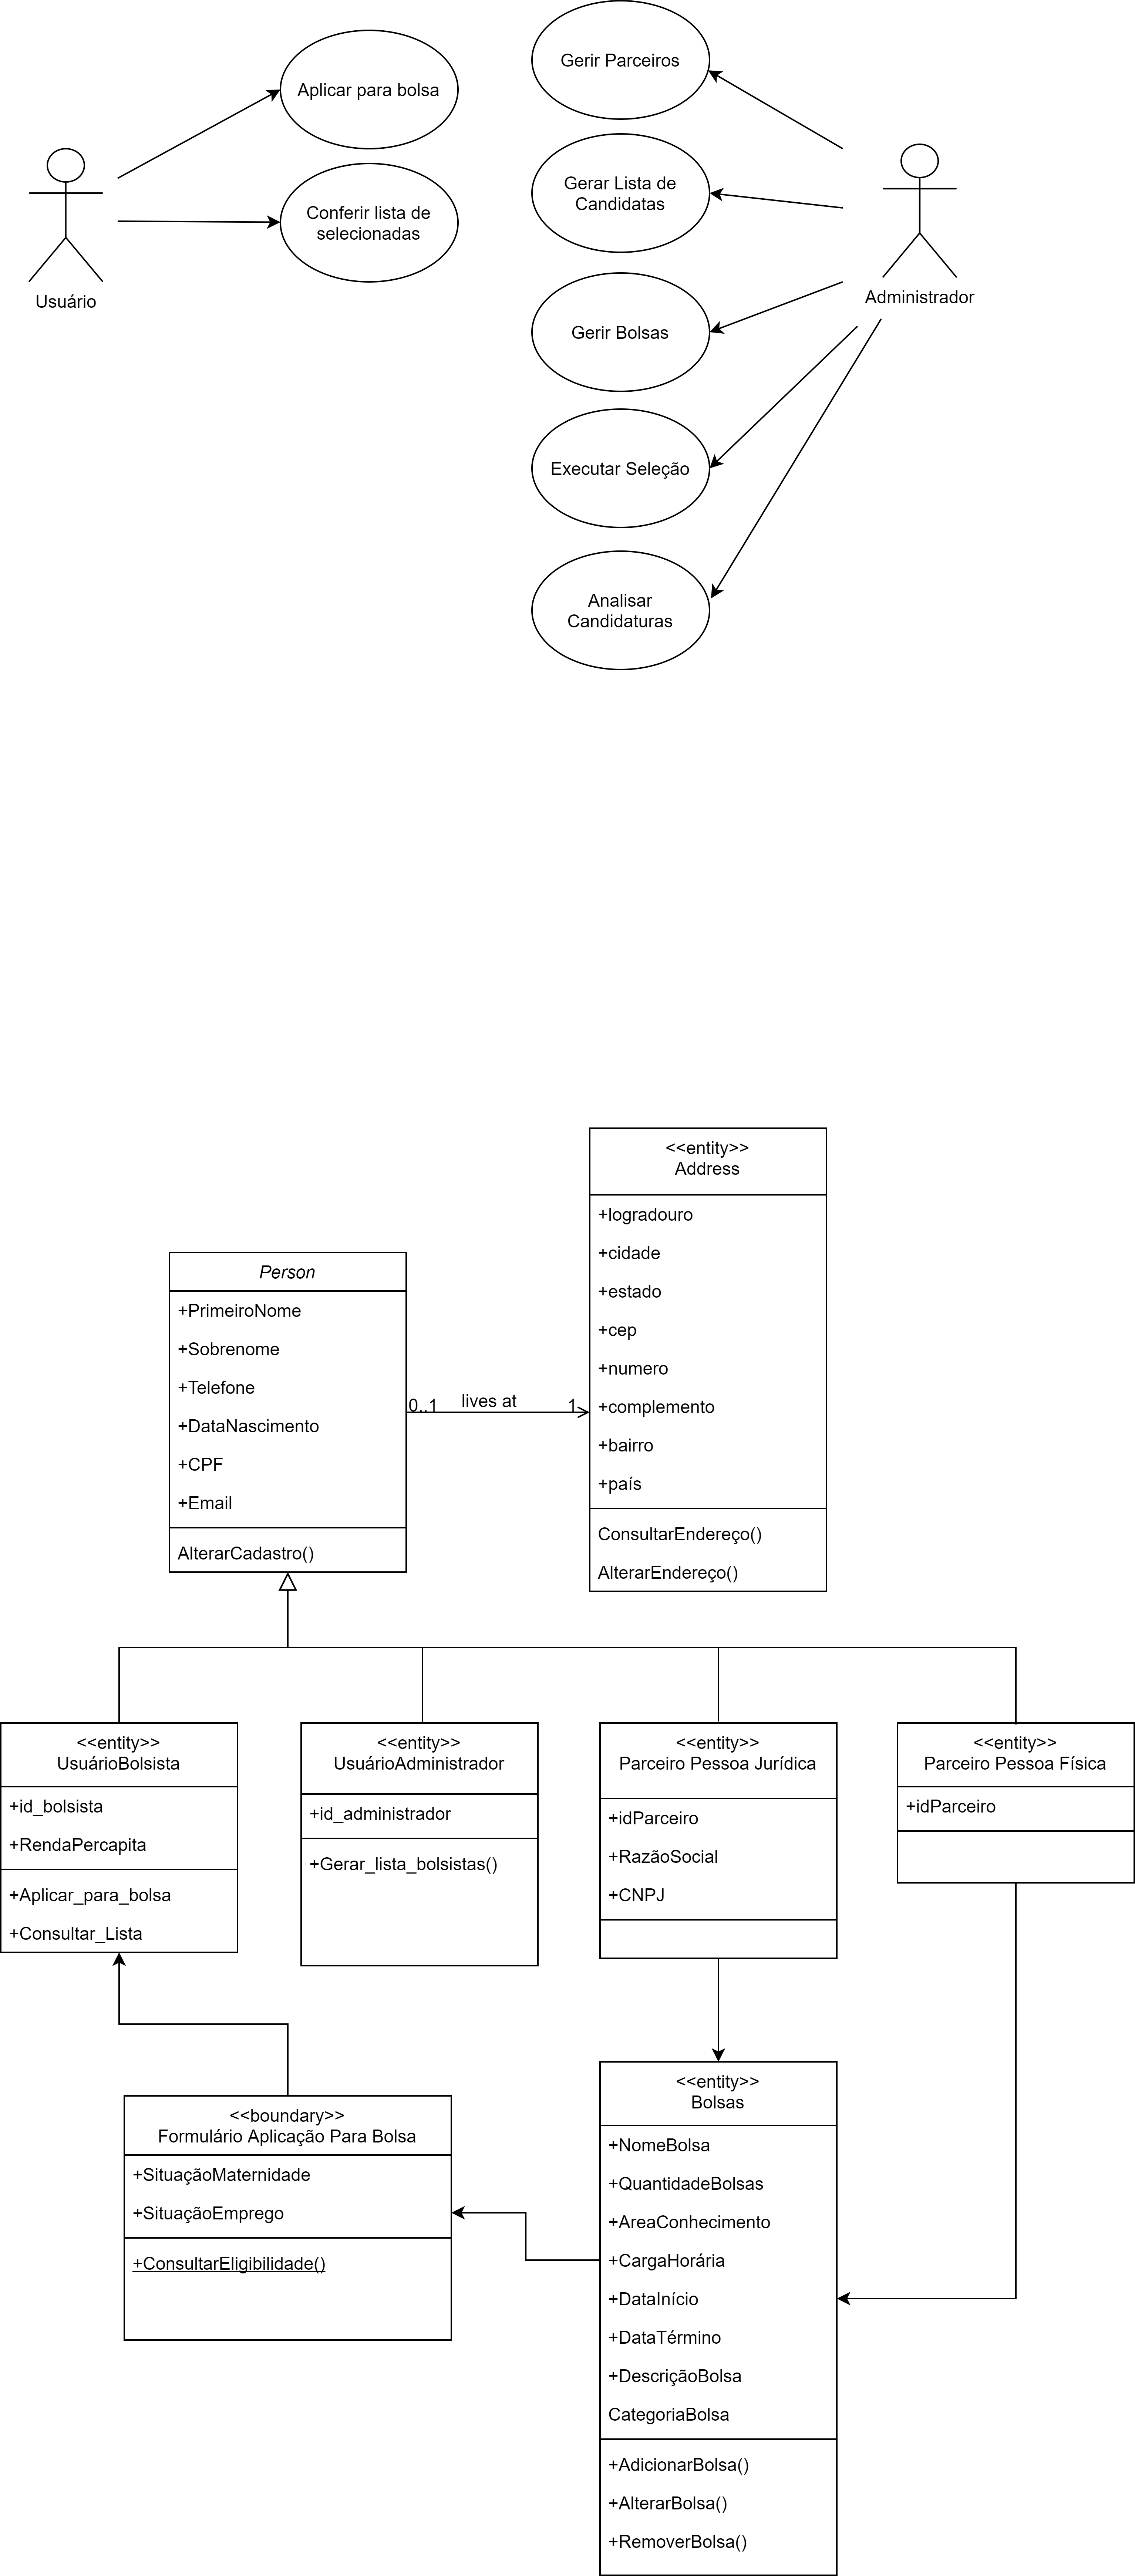 Aplicar para bolsa
Conferir lista de
selecionadas
Usuário
Gerir Parceiros
Gerar Lista de
Candidatas
Gerir Bolsas
Executar Seleção
Analisar
Candidaturas
Administrador
<<entity>>
Address
+logradouro
+cidade
+estado
+cep
+numero
+complemento
+bairro
+país
ConsultarEndereço()
AlterarEndereço()
Person
+PrimeiroNome
+Sobrenome
+Telefone
+DataNascimento
+CPF
+Email
AlterarCadastro()
0..1
lives at
1
<<entity>>
UsuárioBolsista
+id_bolsista
+RendaPercapita
+Aplicar_para_bolsa
+Consultar_Lista
<<entity>>
UsuárioAdministrador
+id_administrador
+Gerar_lista_bolsistas()
<<entity>>
Parceiro Pessoa Jurídica
+idParceiro
+RazãoSocial
+CNPJ
<<entity>>
Parceiro Pessoa Física
+idParceiro
<<boundary>>
Formulário Aplicação Para Bolsa
+SituaçãoMaternidade
+SituaçãoEmprego
+ConsultarEligibilidade()
<<entity>>
Bolsas
+NomeBolsa
+QuantidadeBolsas
+AreaConhecimento
+CargaHorária
+DataInício
+DataTérmino
+DescriçãoBolsa
CategoriaBolsa
+AdicionarBolsa()
+AlterarBolsa()
+RemoverBolsa()